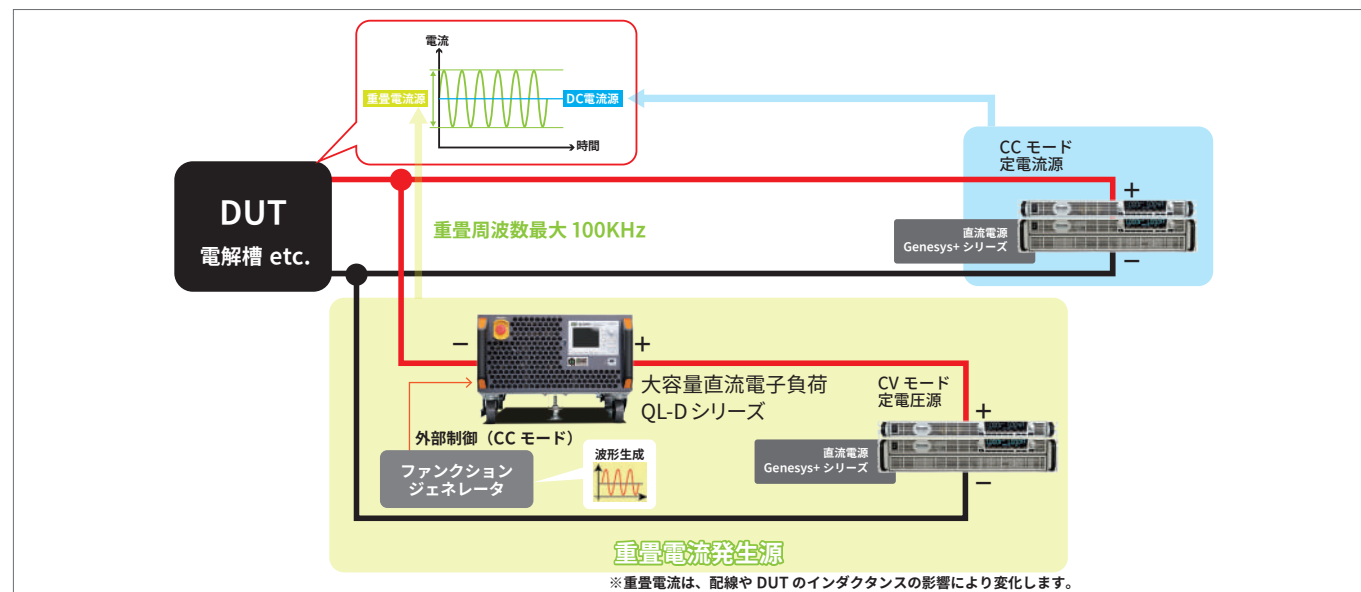 電流
重畳電流源
DC電流源
時間
CC モード
定電流源
DUT
電解槽 etc.
重畳周波数最大 100KHz
+
直流電源
Genesys+ シリーズ
−
−
+
大容量直流電子負荷
QL-D シリーズ
CV モード
定電圧源
+
外部制御（CC モード）
ファンクション
ジェネレータ
波形生成
直流電源
Genesys+ シリーズ
−
重畳電流発生源
※重畳電流は、配線や DUT のインダクタンスの影響により変化します。